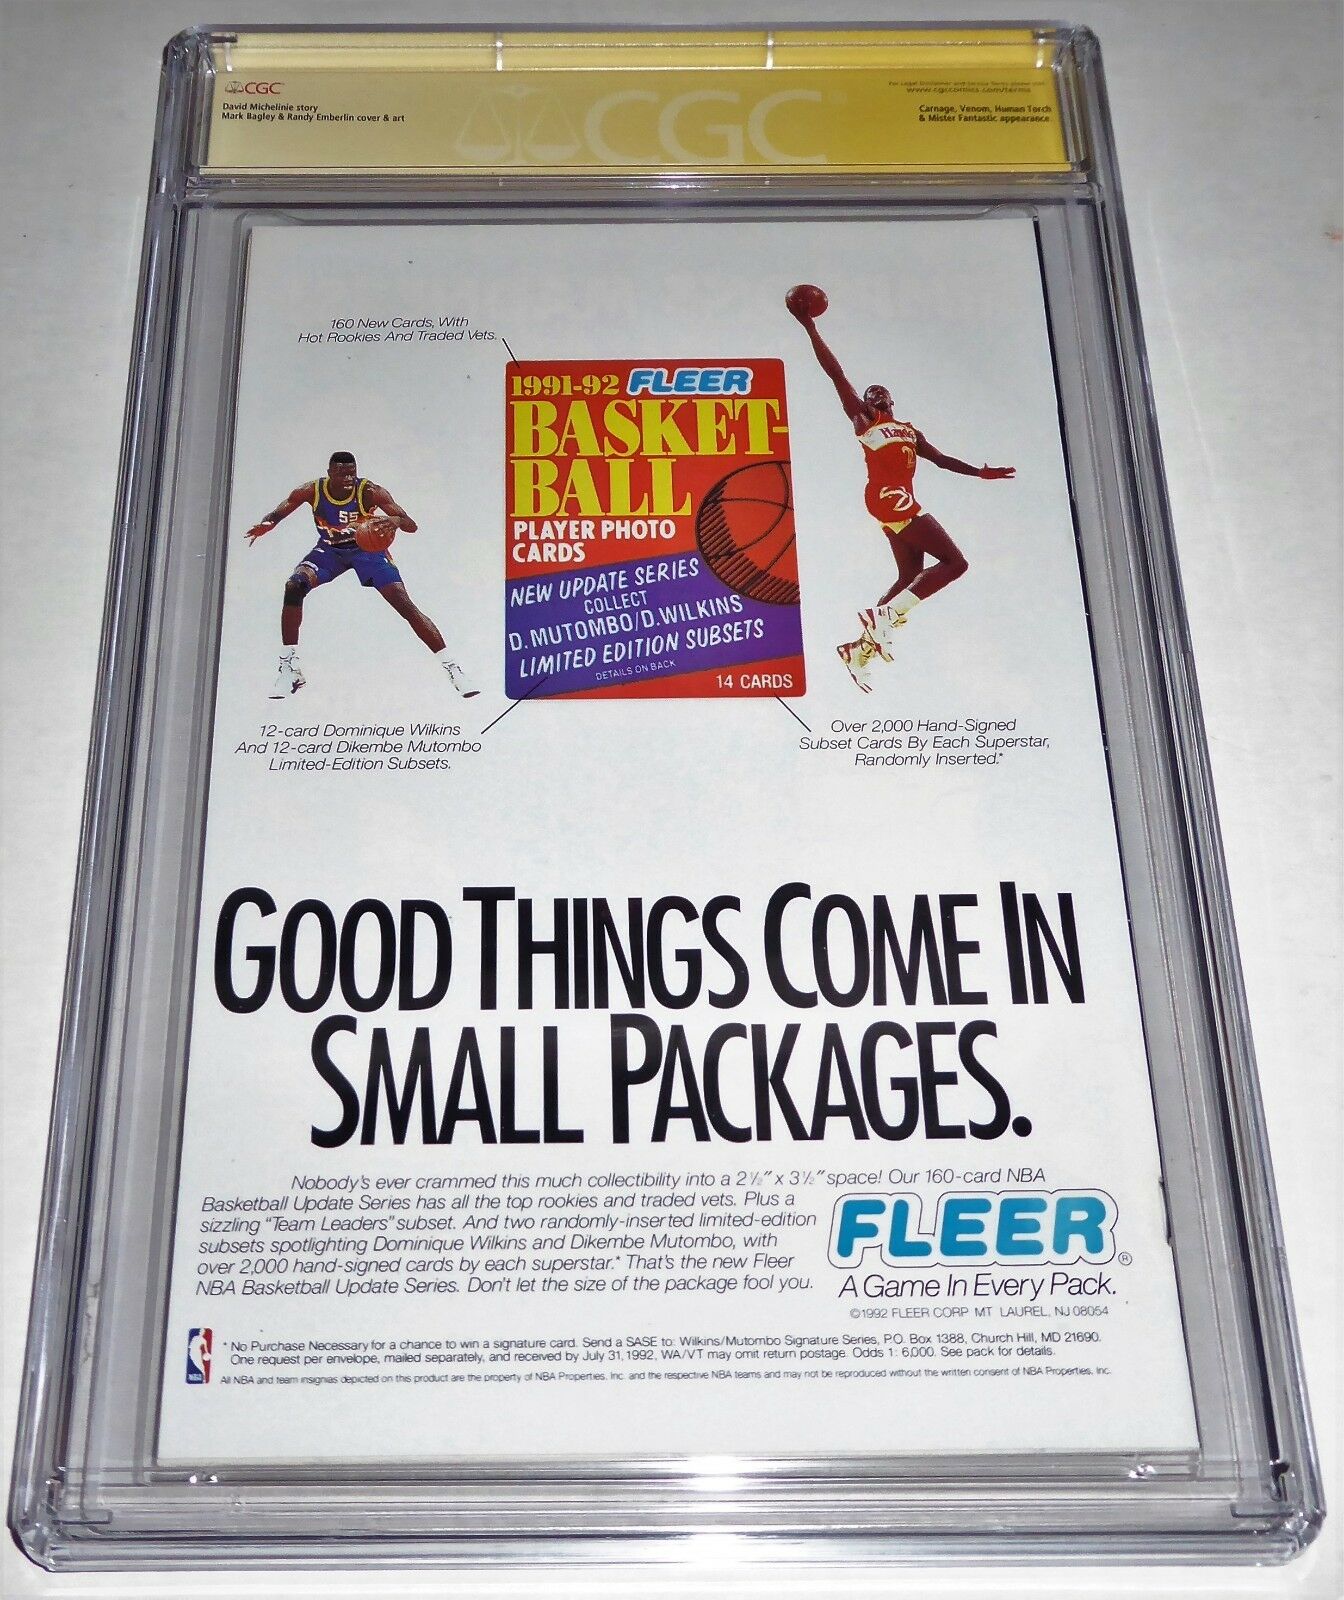 CGC
David Michelinie story
Mark Bagley & Randy Emberlin cover & art
CGC
www.cgccomics.com/terms
Carnage, Venom, Human Torch
& Mister Fantastic appearance.
160 New Cards, With
Hot Rookies And Traded Vets.
1991-92 FLEER
BASKET-
BALL
PLAYER PHOTO
CARDS
NEW UPDATE SERIES
COLLECT
D. MUTOMBO/D. WILKINS
LIMITED EDITION SUBSETS
DETAILS ON BACK
14 CARDS
55
Hawks
2
12-card Dominique Wilkins
And 12-card Dikembe Mutombo
Limited-Edition Subsets.
Over 2,000 Hand-Signed
Subset Cards By Each Superstar,
Randomly Inserted.*
GOOD THINGS COME IN
SMALL PACKAGES.
Nobody's ever crammed this much collectibility into a 2½" x 3½" space! Our 160-card NBA
Basketball Update Series has all the top rookies and traded vets. Plus a
sizzling "Team Leaders" subset. And two randomly-inserted limited-edition
subsets spotlighting Dominique Wilkins and Dikembe Mutombo, with
over 2,000 hand-signed cards by each superstar.* That's the new Fleer
NBA Basketball Update Series. Don't let the size of the package fool you.
FLEER®
A Game In Every Pack.
©1992 FLEER CORP MT LAUREL, NJ 08054
* No Purchase Necessary for a chance to win a signature card. Send a SASE to: Wilkins/Mutombo Signature Series, P.O. Box 1388, Church Hill, MD 21690.
One request per envelope, mailed separately, and received by July 31, 1992, WA/VT may omit return postage. Odds 1: 6,000. See pack for details.
NBA
All NBA and team insignias depicted on this product are the property of NBA Properties, Inc. and the respective NBA teams and may not be reproduced without the written consent of NBA Properties, Inc.